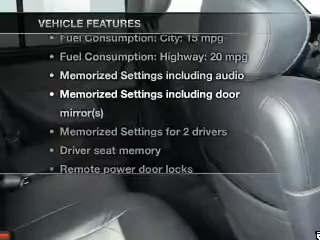 VEHICLE FEATURES
• Fuel Consumption: City: 15 mpg
• Fuel Consumption: Highway: 20 mpg
• Memorized Settings including audio
• Memorized Settings including door
mirror(s)
• Memorized Settings for 2 drivers
• Driver seat memory
• Remote power door locks